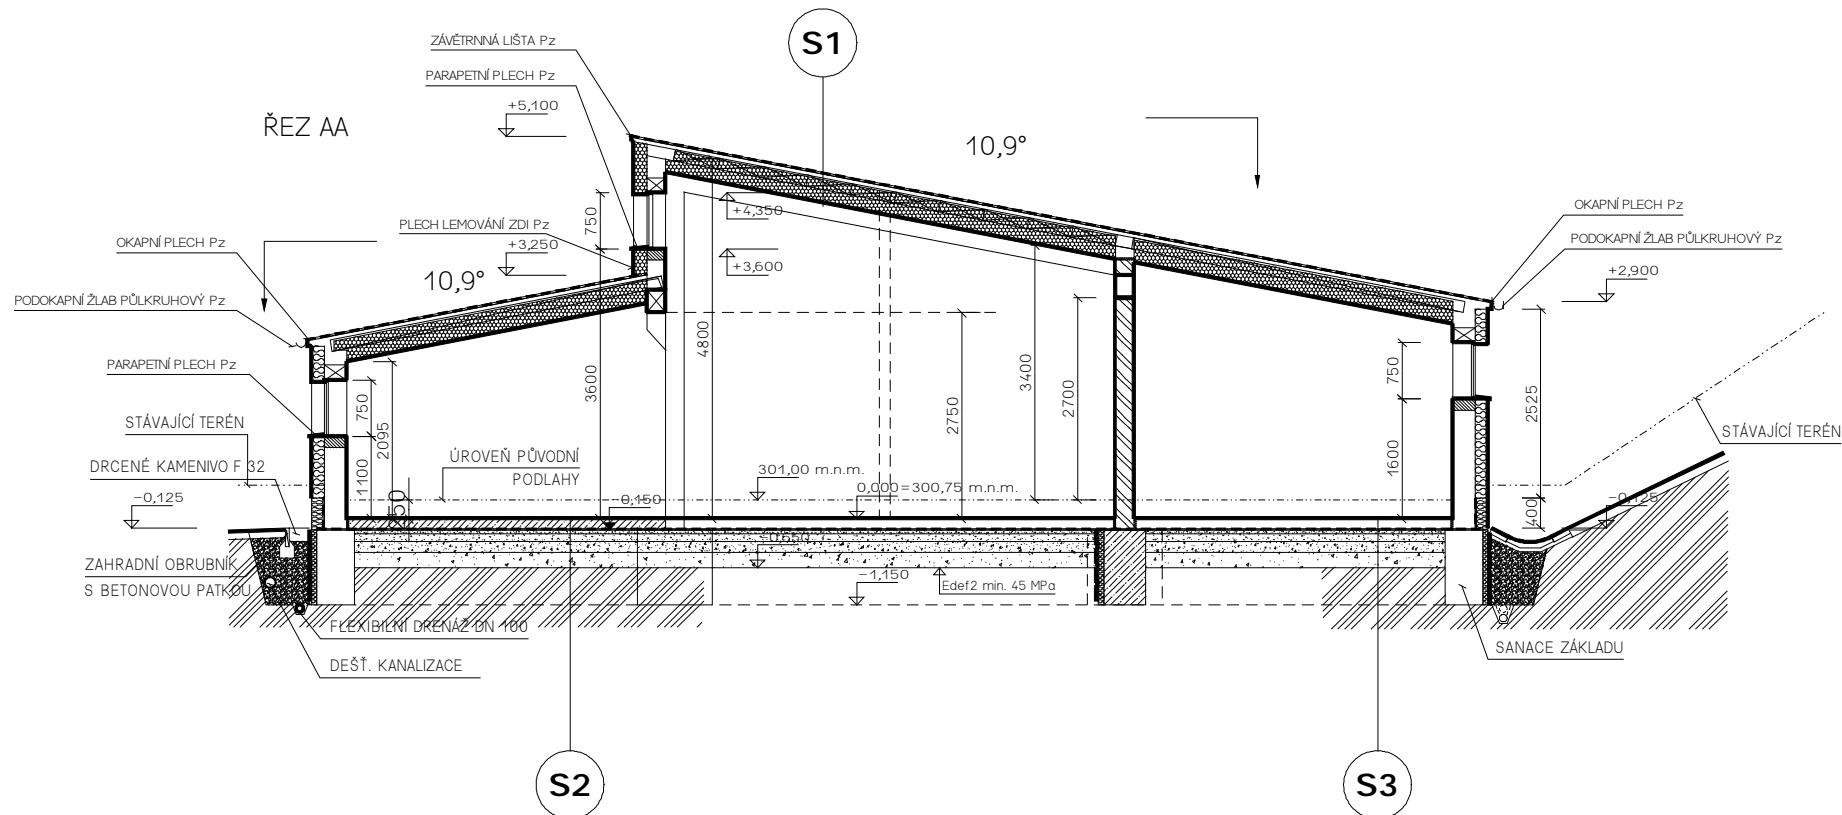 ZÁVĚTRNNÁ LIŠTA Pz
S1
PARAPETNÍ PLECH Pz
+5,100
ŘEZ AA
10,9°
PLECH LEMOVÁNÍ ZDI Pz
750
+4,350
OKAPNÍ PLECH Pz
OKAPNÍ PLECH Pz
PODOKAPNÍ ŽLAB PŮLKRUHOVÝ Pz
+3,250
+3,600
+2,900
10,9°
PODOKAPNÍ ŽLAB PŮLKRUHOVÝ Pz
PARAPETNÍ PLECH Pz
4800
3600
3400
2700
2750
750
2525
750
2095
1100
1600
STÁVAJÍCÍ TERÉN
STÁVAJÍCÍ TERÉN
DRCENÉ KAMENIVO F 32
ÚROVEŇ PŮVODNÍ
PODLAHY
301,00 m.n.m.
0,000=300,75 m.n.m.
250
-0,150
-0,125
-0,125
400
-0,650
ZAHRADNÍ OBRUBNÍK
S BETONOVOU PATKOU
-1,150
Edef2 min. 45 MPa
FLEXIBILNÍ DRENÁŽ DN 100
DEŠŤ. KANALIZACE
SANACE ZÁKLADU
S2
S3